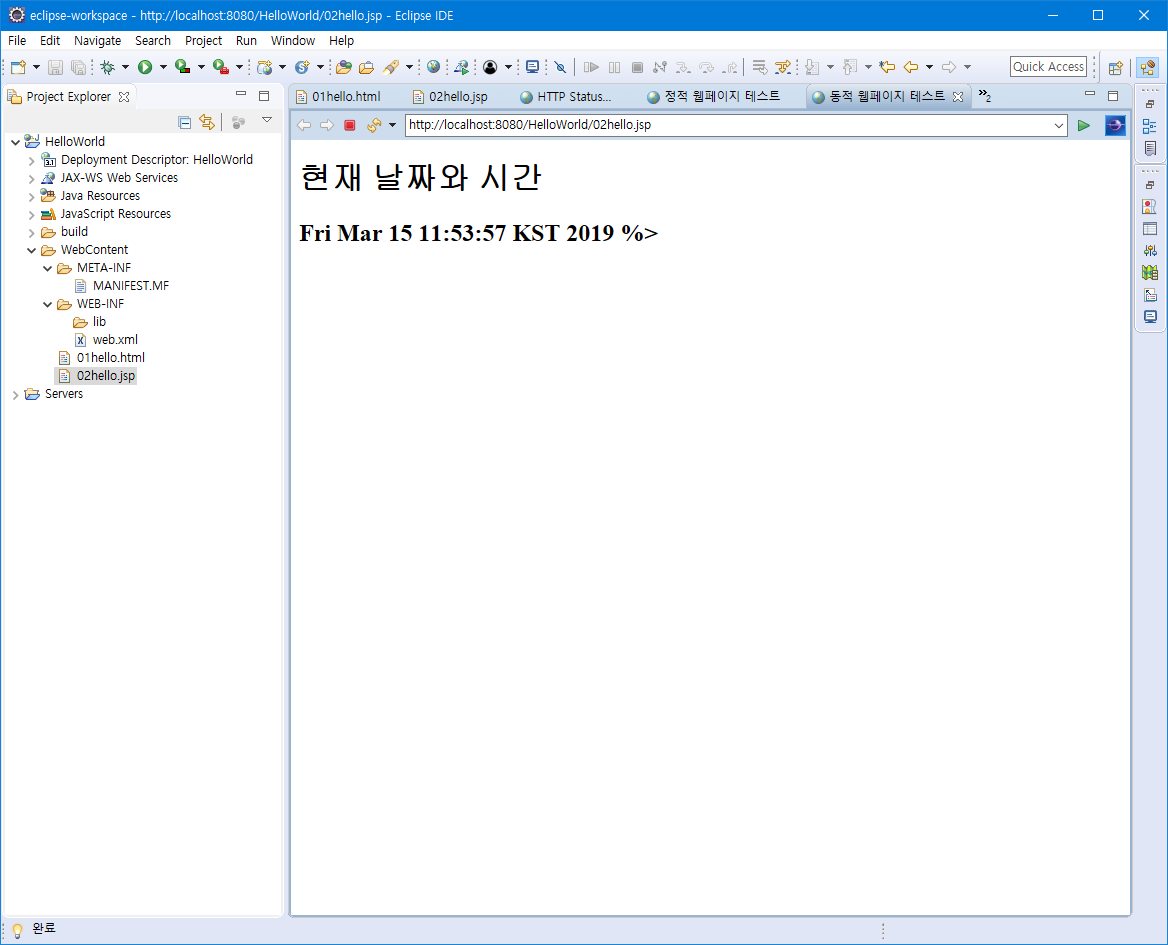 eclipse-workspace - http://localhost:8080/HelloWorld/02hello.jsp - Eclipse IDE
File Edit Navigate Search Project Run Window Help
Quick Access
Project Explorer
01hello.html 02hello.jsp HTTP Status... 정적 웹페이지 테스트 동적 웹페이지 테스트 »2
http://localhost:8080/HelloWorld/02hello.jsp
HelloWorld
3.1 Deployment Descriptor: HelloWorld
JAX-WS Web Services
Java Resources
JavaScript Resources
build
WebContent
META-INF
MANIFEST.MF
WEB-INF
lib
web.xml
01hello.html
02hello.jsp
Servers
현재 날짜와 시간
Fri Mar 15 11:53:57 KST 2019 %>
완료